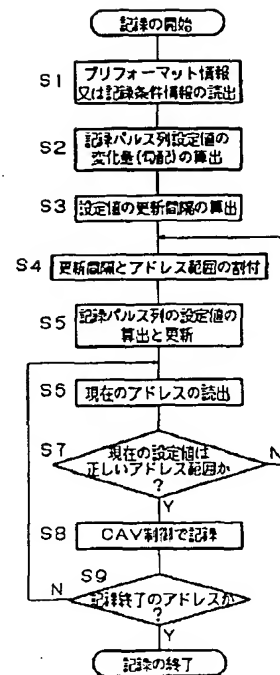 記録の開始
S1
プリフォーマット情報
又は記録条件情報の読出
S2
記録パルス列設定値の
変化量(勾配)の算出
S3
設定値の更新間隔の算出
S4
更新間隔とアドレス範囲の割付
S5
記録パルス列の設定値の
算出と更新
S6
現在のアドレスの読出
S7
現在の設定値は
正しいアドレス範囲か
?
N
Y
S8
CAV制御で記録
S9
記録終了のアドレスか
?
N
Y
記録の終了